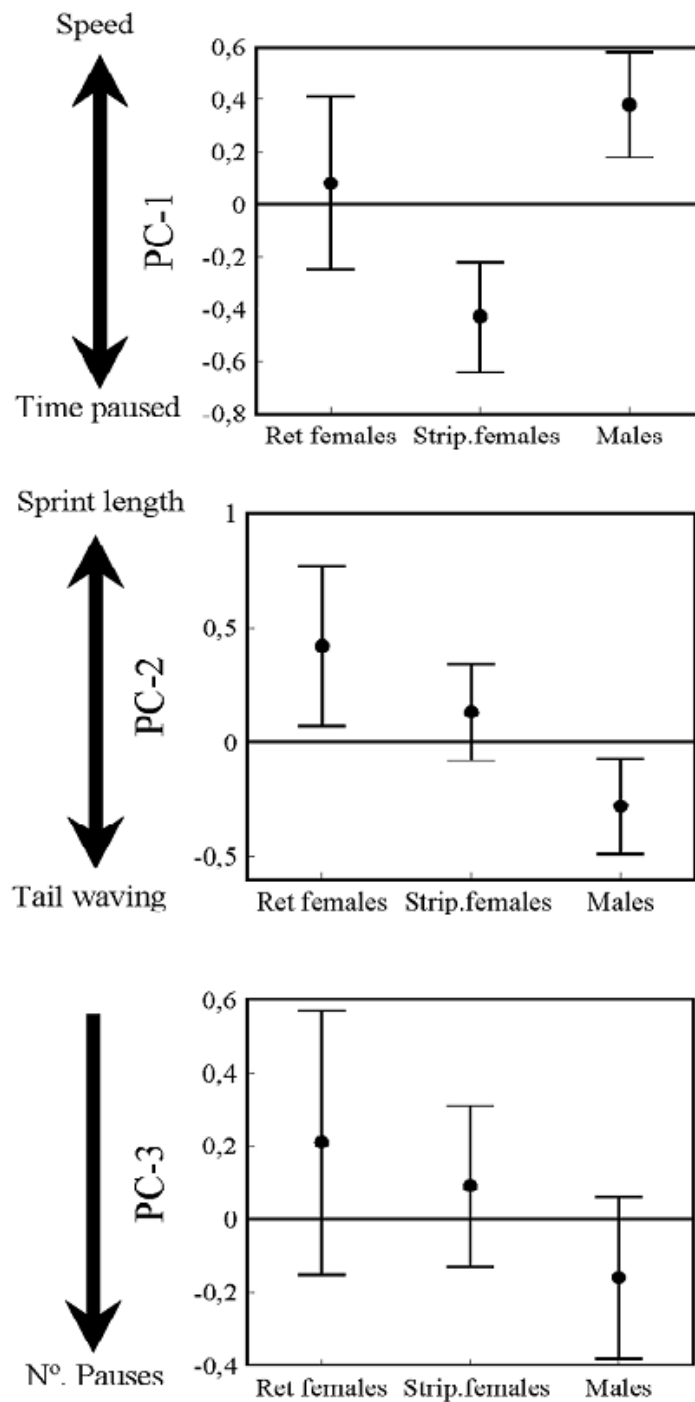 Speed
PC-1
Time paused
0,6
0,4
0,2
0
-0,2
-0,4
-0,6
-0,8
Ret females Strip.females Males
Sprint length
PC-2
Tail waving
1
0,5
0
-0,5
Ret females Strip.females Males
PC-3
Nº. Pauses
0,6
0,4
0,2
0
-0,2
-0,4
Ret females Strip.females Males